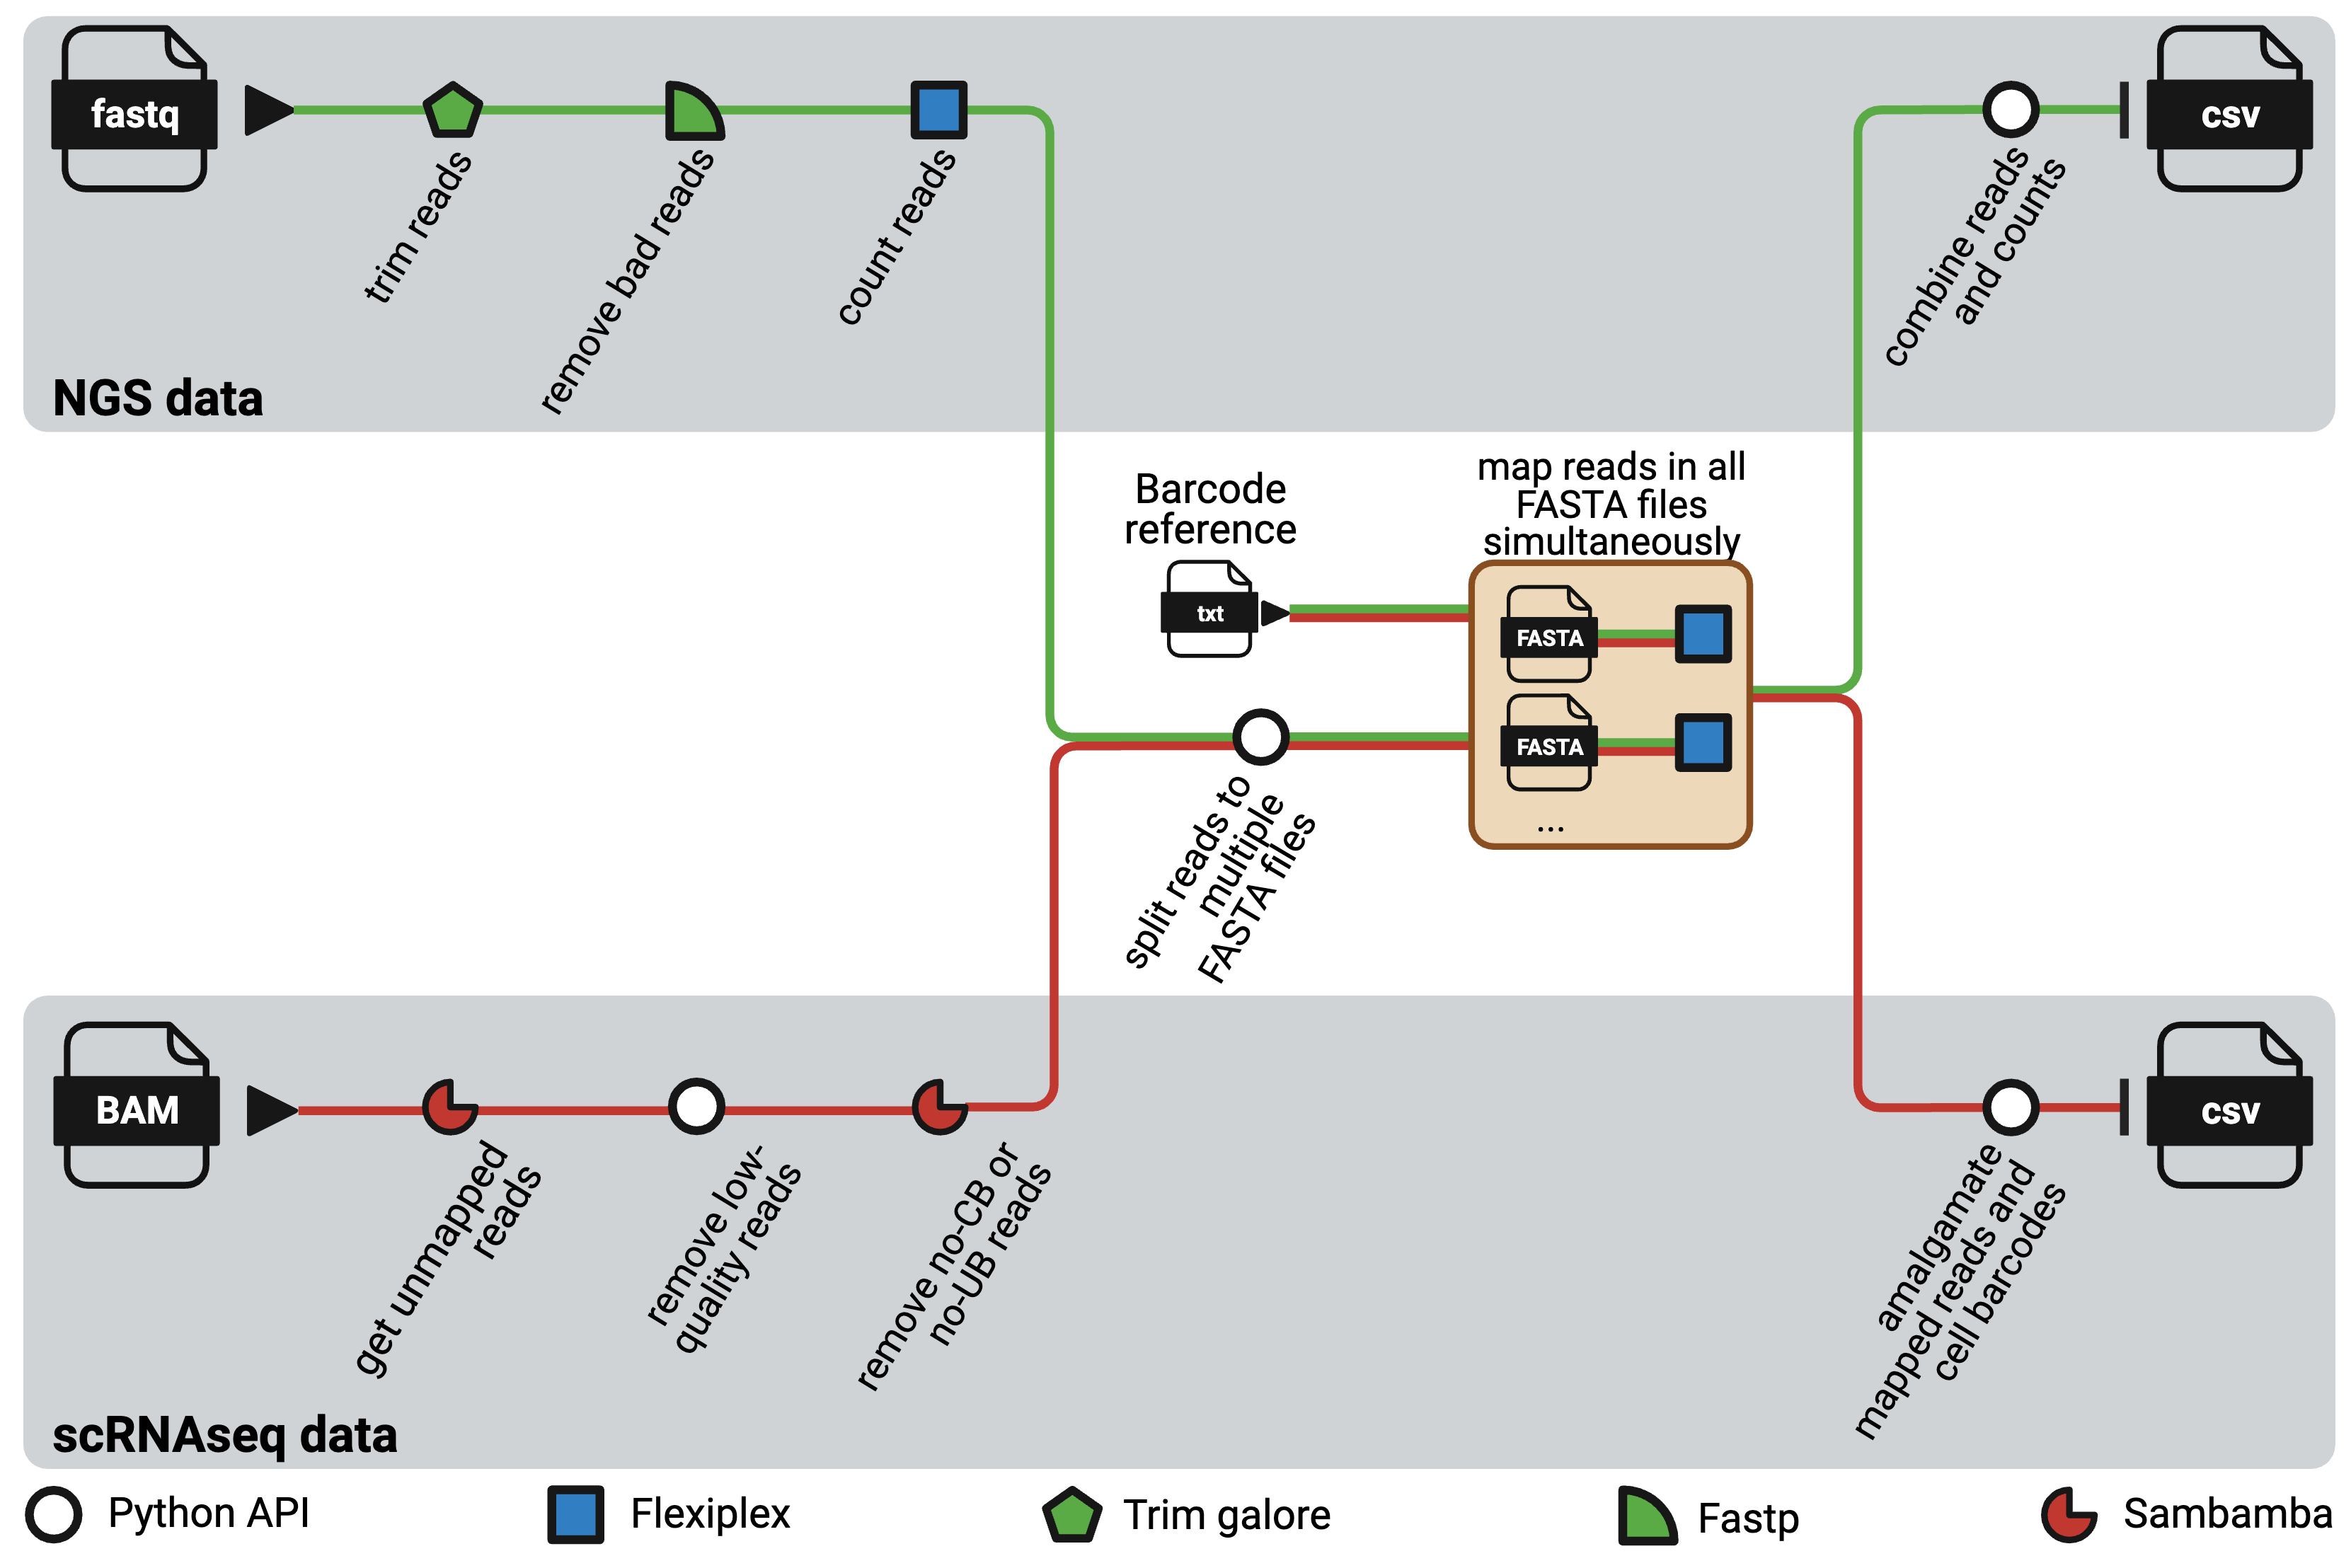 fastq
trim reads
remove bad reads
count reads
combine reads
and counts
csv
NGS data
Barcode
reference
txt
map reads in all
FASTA files
simultaneously
FASTA
FASTA
...
split reads to
multiple
FASTA files
BAM
get unmapped
reads
remove low-
quality reads
remove no-CB or
no-UB reads
amalgamate
mapped reads and
cell barcodes
csv
scRNAseq data
Python API
Flexiplex
Trim galore
Fastp
Sambamba